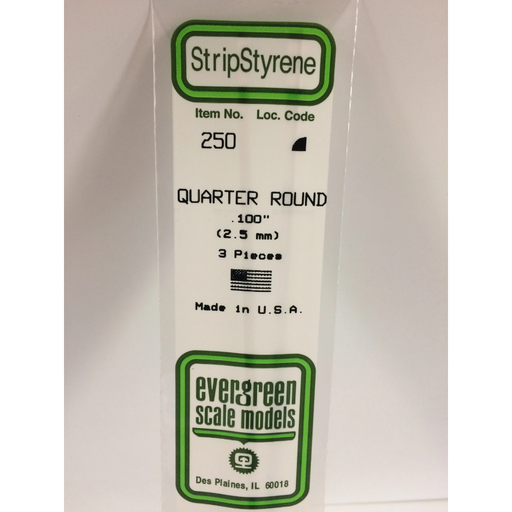 StripStyrene
Item No. Loc. Code
250
QUARTER ROUND
.100"
(2.5 mm)
3 Pieces
Made in U.S.A.
evergreen
scale models
Des Plaines, IL 60018